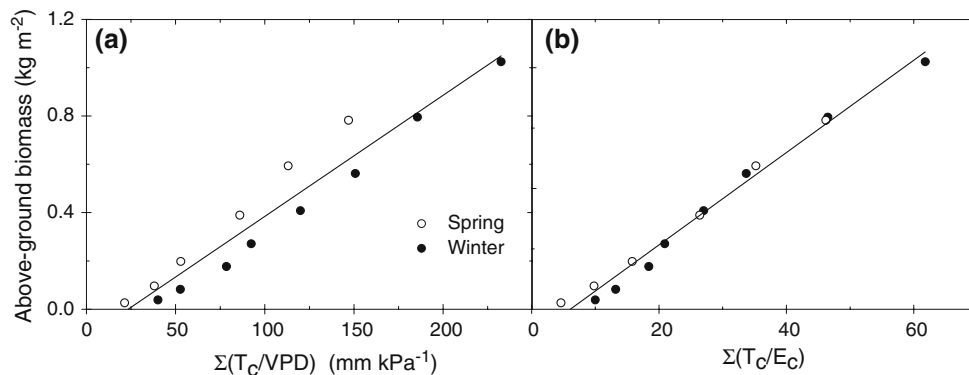 Above-ground biomass (kg m⁻²)
1.2
0.8
0.4
0.0
(a)
Spring
Winter
0 50 100 150 200
Σ(T_C/VPD) (mm kPa⁻¹)
(b)
0 20 40 60
Σ(T_C/E_C)